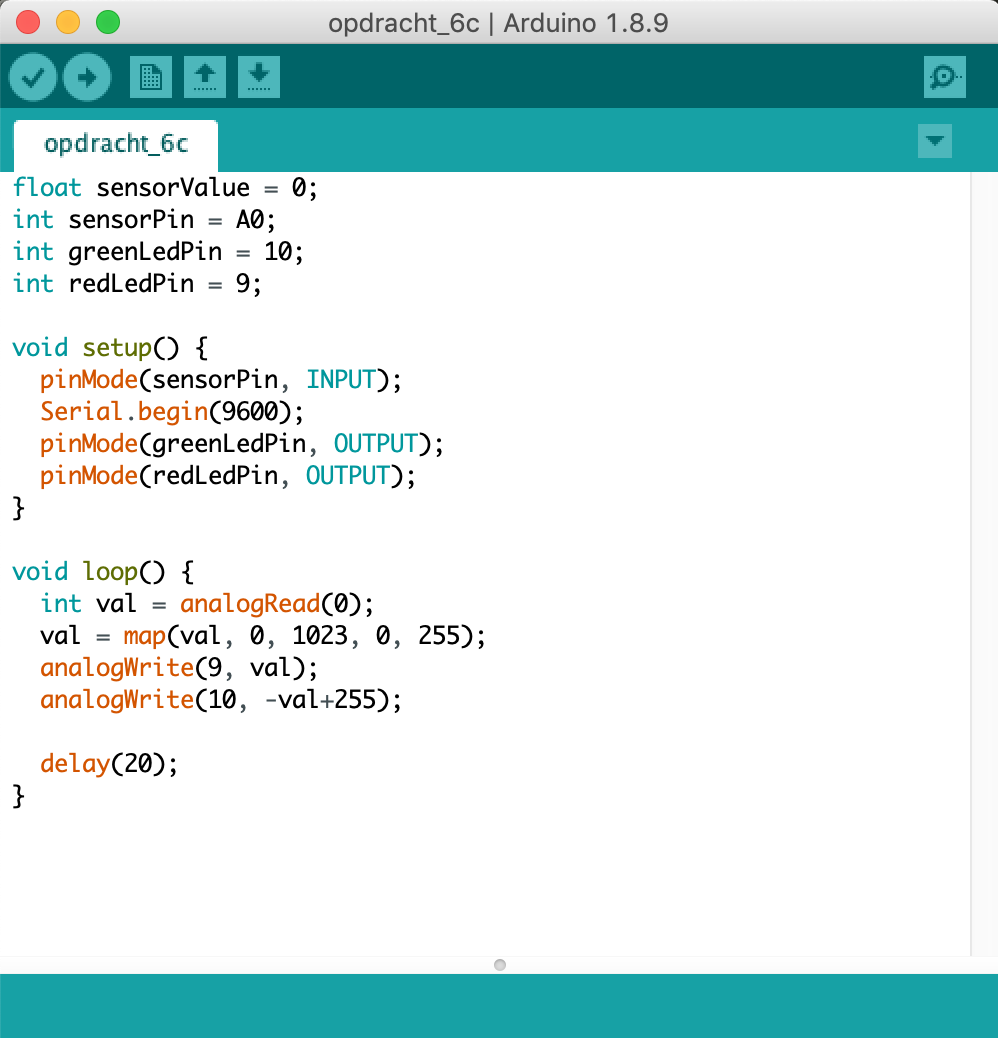 opdracht_6c | Arduino 1.8.9
opdracht_6c
float sensorValue = 0;
int sensorPin = A0;
int greenLedPin = 10;
int redLedPin = 9;

void setup() {
  pinMode(sensorPin, INPUT);
  Serial.begin(9600);
  pinMode(greenLedPin, OUTPUT);
  pinMode(redLedPin, OUTPUT);
}

void loop() {
  int val = analogRead(0);
  val = map(val, 0, 1023, 0, 255);
  analogWrite(9, val);
  analogWrite(10, -val+255);

  delay(20);
}